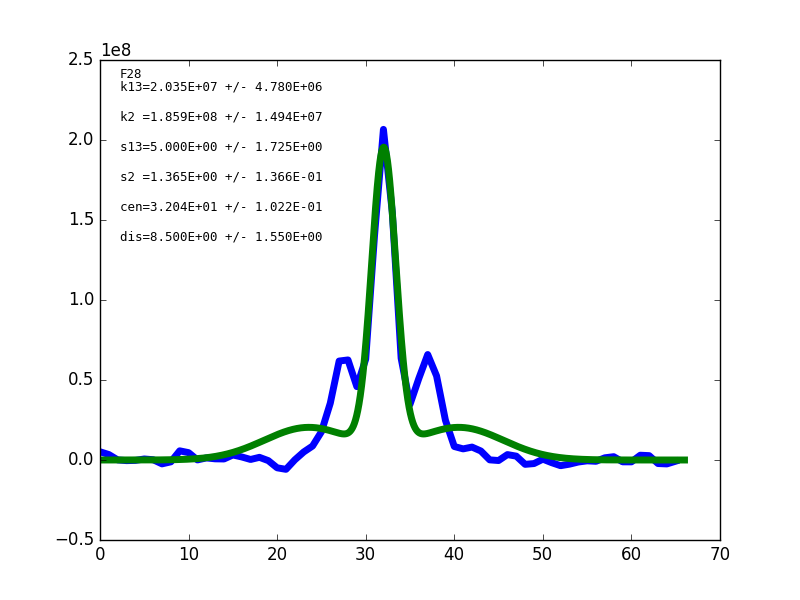 1e8
2.5
2.0
1.5
1.0
0.5
0.0
−0.5
F28
k13=2.035E+07 +/- 4.780E+06
k2 =1.859E+08 +/- 1.494E+07
s13=5.000E+00 +/- 1.725E+00
s2 =1.365E+00 +/- 1.366E-01
cen=3.204E+01 +/- 1.022E-01
dis=8.500E+00 +/- 1.550E+00
0 10 20 30 40 50 60 70